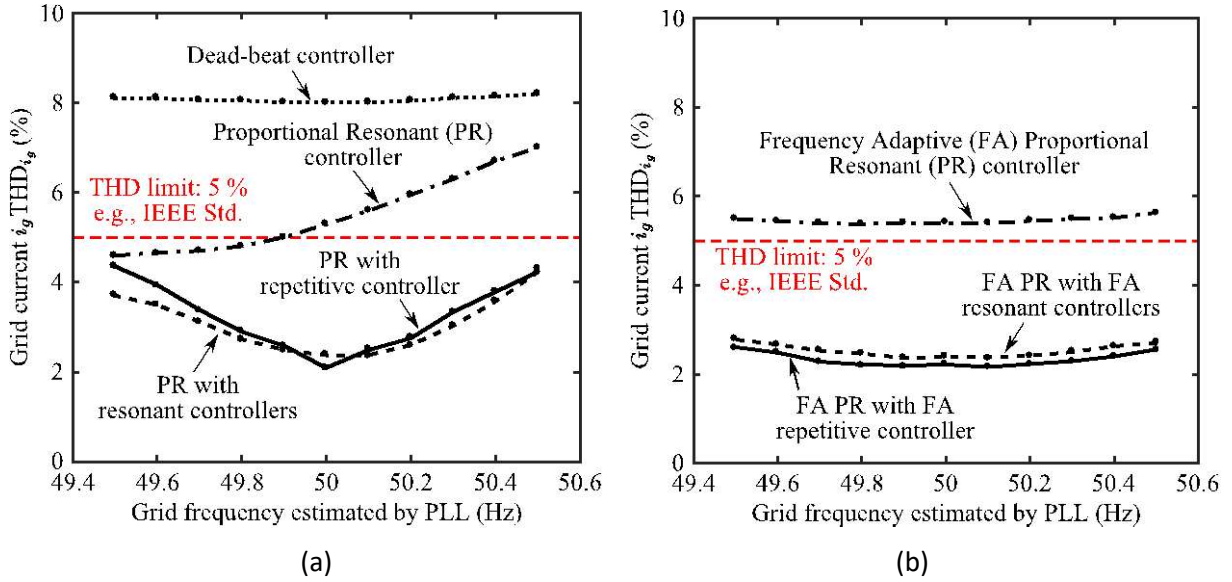 10
8
6
4
2
0
Grid current i_g THD_{i_g} (%)
Dead-beat controller
Proportional Resonant (PR)
controller
THD limit: 5 %
e.g., IEEE Std.
PR with
repetitive controller
PR with
resonant controllers
49.4 49.6 49.8 50 50.2 50.4 50.6
Grid frequency estimated by PLL (Hz)
(a)
10
8
6
4
2
0
Grid current i_g THD_{i_g} (%)
Frequency Adaptive (FA) Proportional
Resonant (PR) controller
THD limit: 5 %
e.g., IEEE Std.
FA PR with FA
resonant controllers
FA PR with FA
repetitive controller
49.4 49.6 49.8 50 50.2 50.4 50.6
Grid frequency estimated by PLL (Hz)
(b)